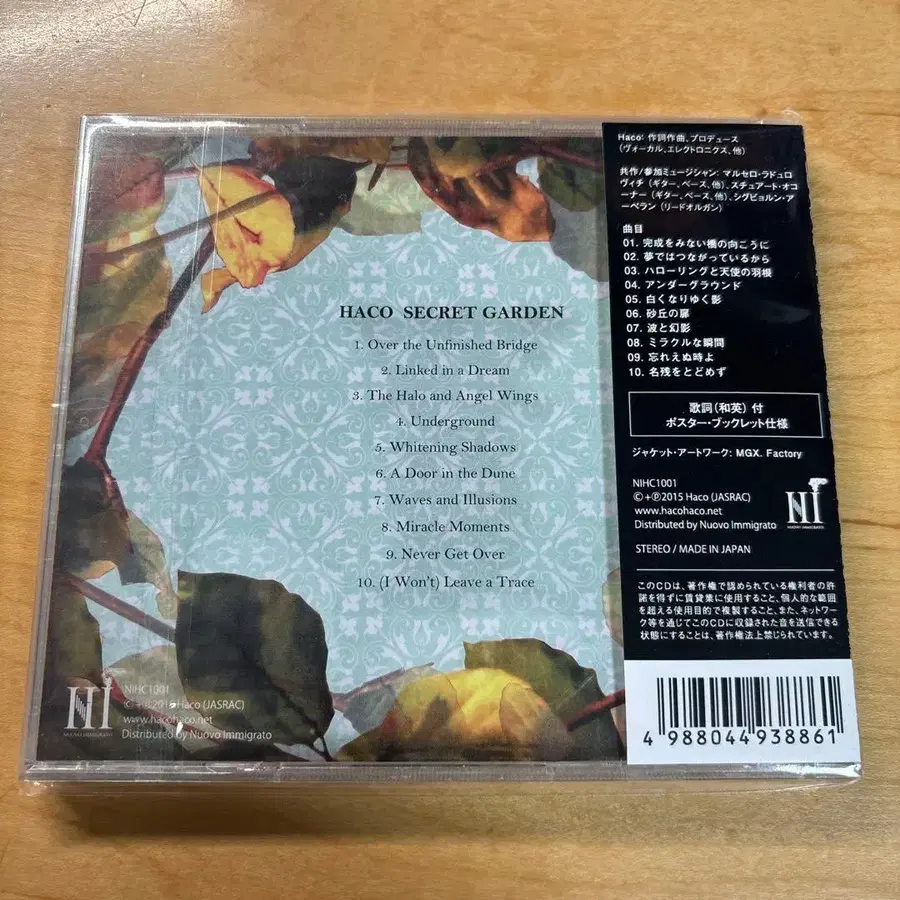 HACO SECRET GARDEN
1. Over the Unfinished Bridge
2. Linked in a Dream
3. The Halo and Angel Wings
4. Underground
5. Whitening Shadows
6. A Door in the Dune
7. Waves and Illusions
8. Miracle Moments
9. Never Get Over
10. (I Won't) Leave a Trace
NI
NUOVO IMMIGRATO
NIHC1001
©+℗2015 Haco (JASRAC)
www.hacohaco.net
Distributed by Nuovo Immigrato
Haco: 作詞作曲、プロデュース
(ヴォーカル、エレクトロニクス、他)
共作/参加ミュージシャン: マルセロ・ラドュロ
ヴィチ (ギター、ベース、他)、スチュアード・オコ
ーナー (ギター、ベース、他)、シグビョルン・ア
ーペラン (リードオルガン)
曲目
01. 完成をみない橋の向こうに
02. 夢ではつながっているから
03. ハローリングと天使の羽根
04. アンダーグラウンド
05. 白くなりゆく影
06. 砂丘の扉
07. 波と幻影
08. ミラクルな瞬間
09. 忘れえぬ時よ
10. 名残をとどめず
歌詞(和英)付
ポスター・ブックレット仕様
ジャケット・アートワーク: MGX. Factory
NIHC1001
©+℗2015 Haco (JASRAC)
www.hacohaco.net
Distributed by Nuovo Immigrato
NI
NUOVO IMMIGRATO
STEREO / MADE IN JAPAN
このCDは、著作権で認められている権利者の許
諾を得ずに賃貸業に使用すること、個人的な範囲
を超える使用目的で複製すること、また、ネットワー
ク等を通じてこのCDに収録された音を送信できる
状態にすることは、著作権法上禁じられています。
4 988044 938861